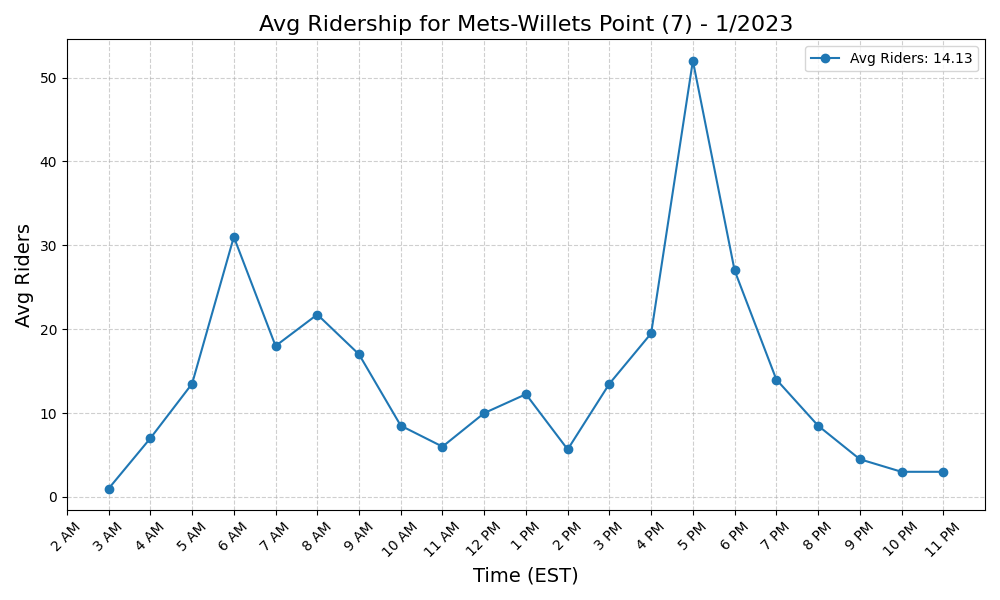 Avg Ridership for Mets-Willets Point (7) - 1/2023
Avg Riders: 14.13
Avg Riders
50
40
30
20
10
0
2 AM
3 AM
4 AM
5 AM
6 AM
7 AM
8 AM
9 AM
10 AM
11 AM
12 PM
1 PM
2 PM
3 PM
4 PM
5 PM
6 PM
7 PM
8 PM
9 PM
10 PM
11 PM
Time (EST)